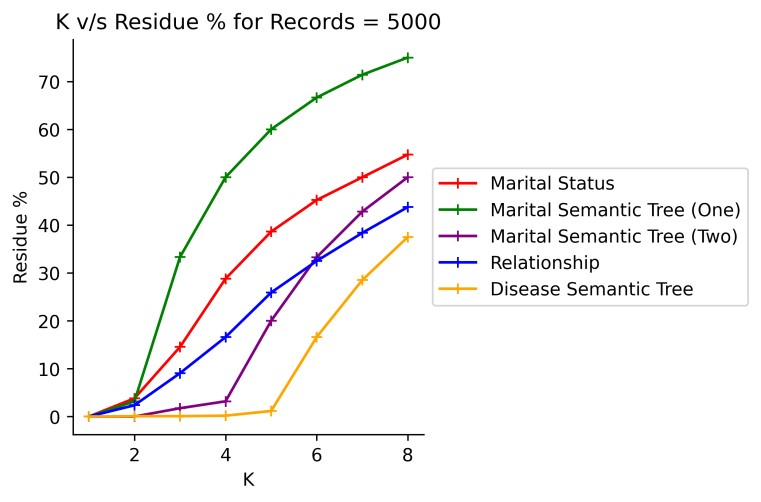 K v/s Residue % for Records = 5000
Residue %
70
60
50
40
30
20
10
0
2
4
6
8
K
Marital Status
Marital Semantic Tree (One)
Marital Semantic Tree (Two)
Relationship
Disease Semantic Tree